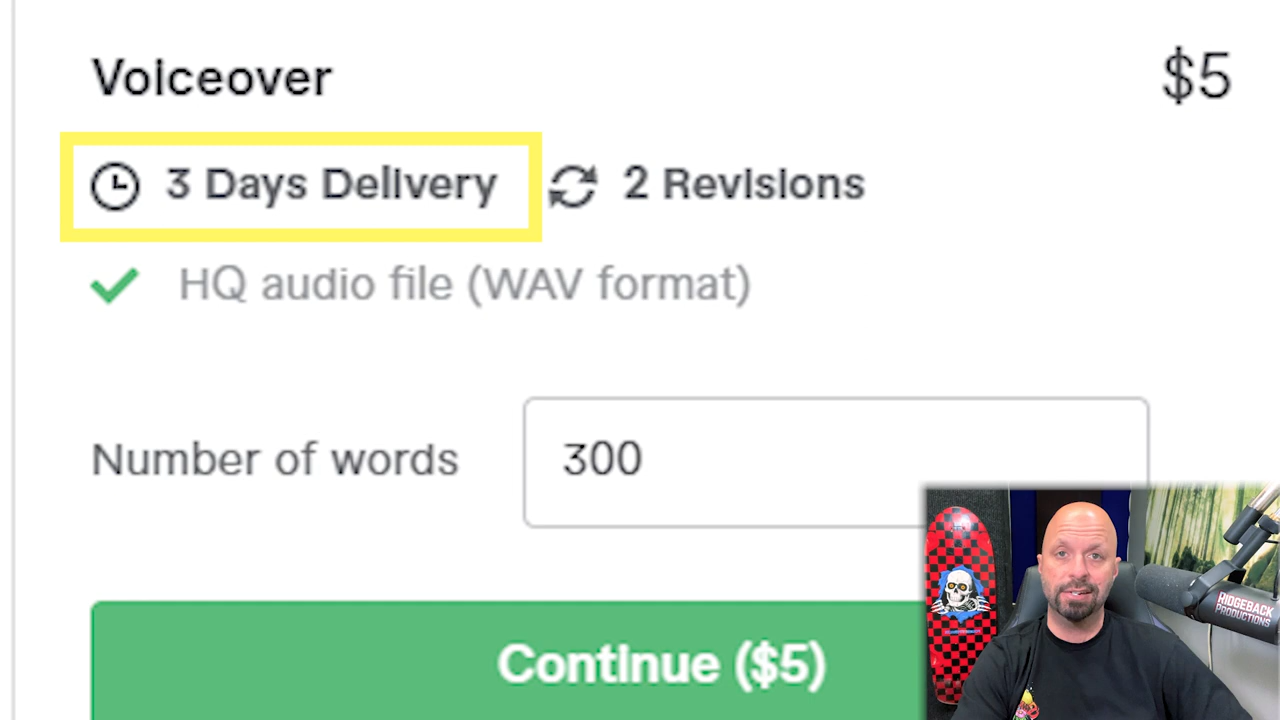 Voiceover
$5
3 Days Delivery
2 Revisions
HQ audio file (WAV format)
Number of words
300
Continue ($5)
RIDGEBACK
PRODUCTIONS